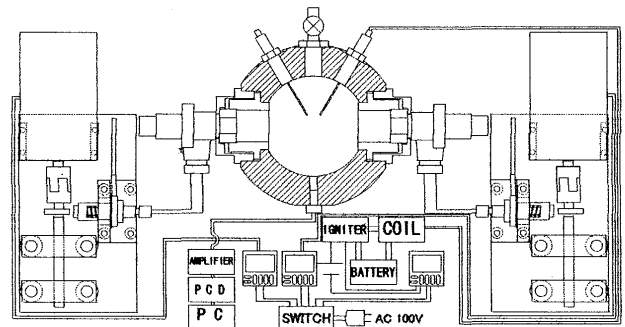 IGNITER
COIL
AMPLIFIER
BATTERY
P C D
P C
SWITCH
AC 100V